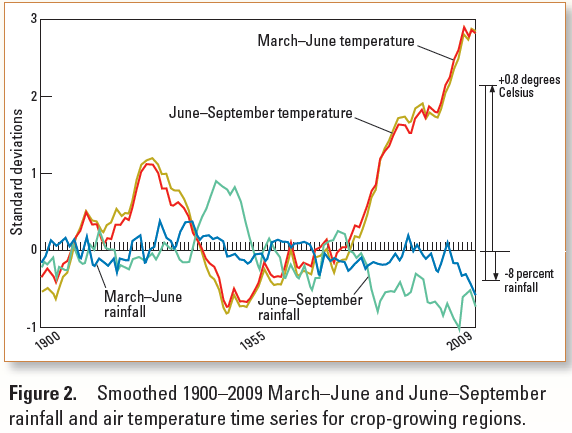 3
March–June temperature
+0.8 degrees
Celsius
2
June–September temperature
Standard deviations
1
0
March–June
rainfall
June–September
rainfall
-8 percent
rainfall
-1
1900
1955
2009
Figure 2. Smoothed 1900–2009 March–June and June–September
rainfall and air temperature time series for crop-growing regions.